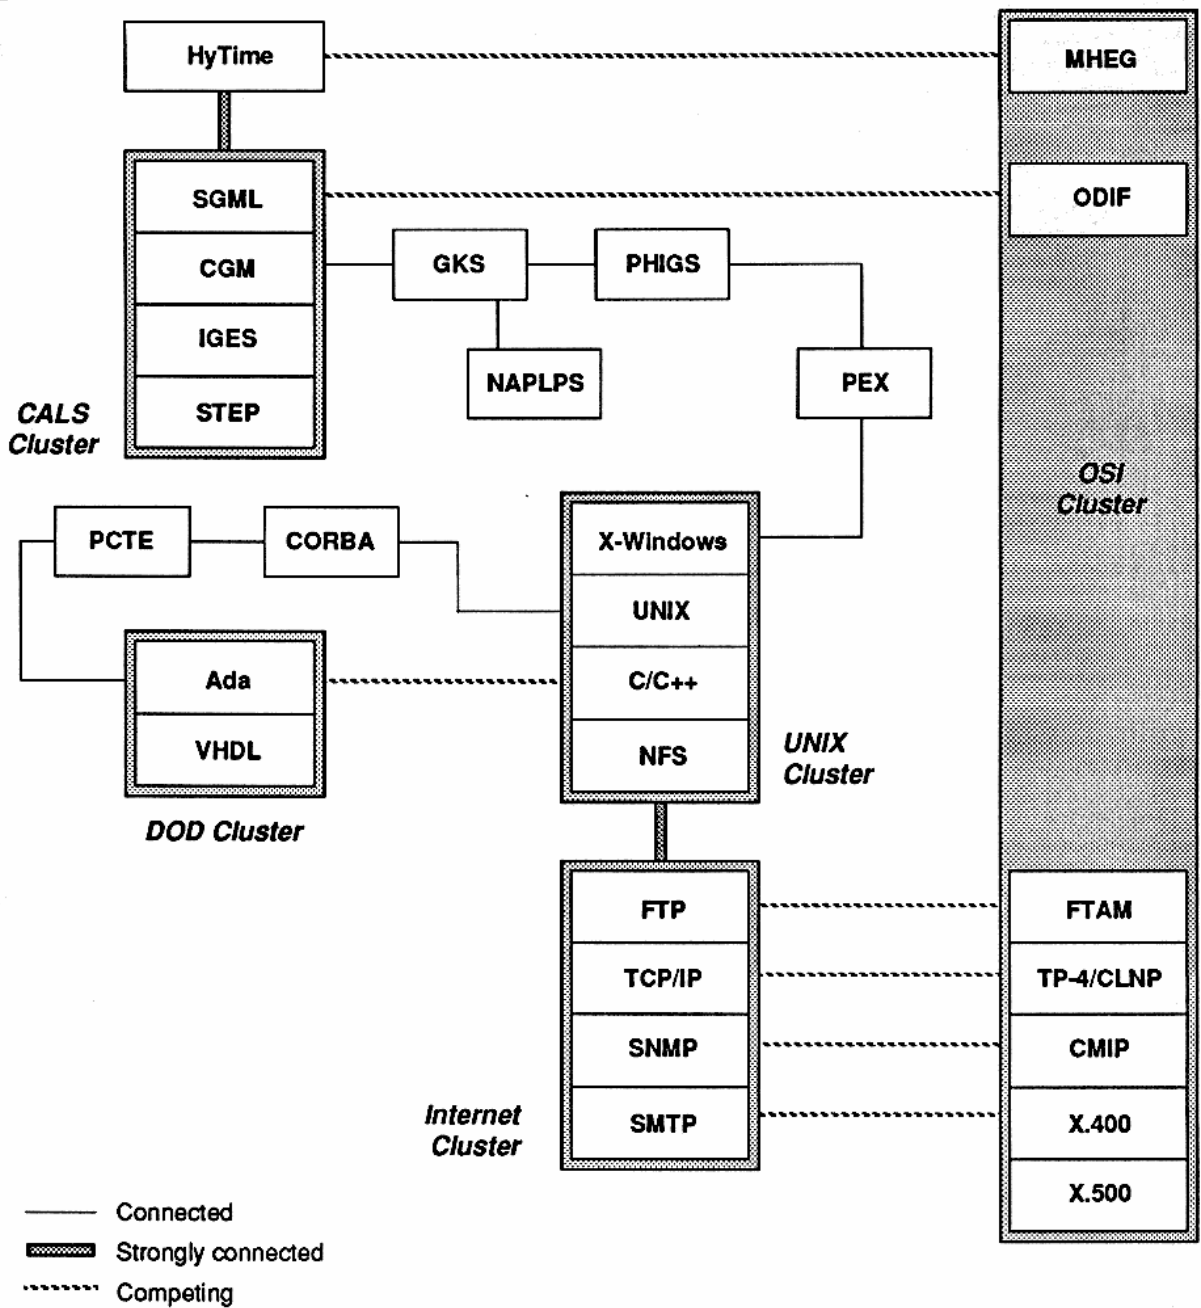 HyTime
MHEG
SGML
ODIF
CGM
GKS
PHIGS
IGES
NAPLPS
PEX
STEP
CALS
Cluster
OSI
Cluster
PCTE
CORBA
X-Windows
UNIX
Ada
C/C++
VHDL
NFS
UNIX
Cluster
DOD Cluster
FTP
FTAM
TCP/IP
TP-4/CLNP
SNMP
CMIP
Internet
Cluster
SMTP
X.400
X.500
Connected
Strongly connected
Competing